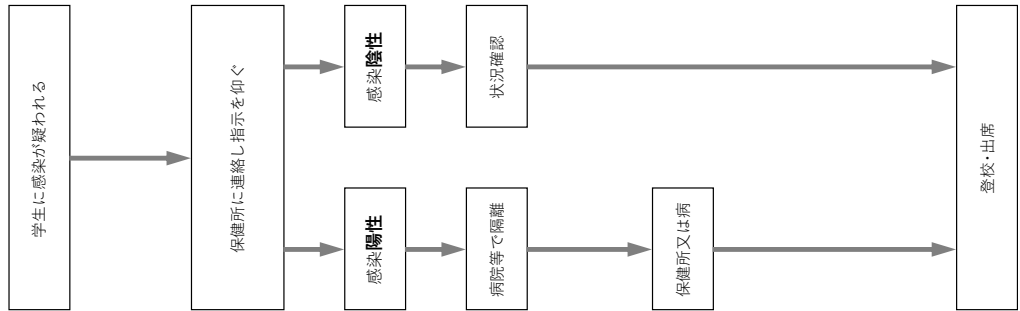 学生に感染が疑われる
保健所に連絡し指示を仰ぐ
感染陰性
状況確認
感染陽性
病院等で隔離
保健所又は病
登校・出席